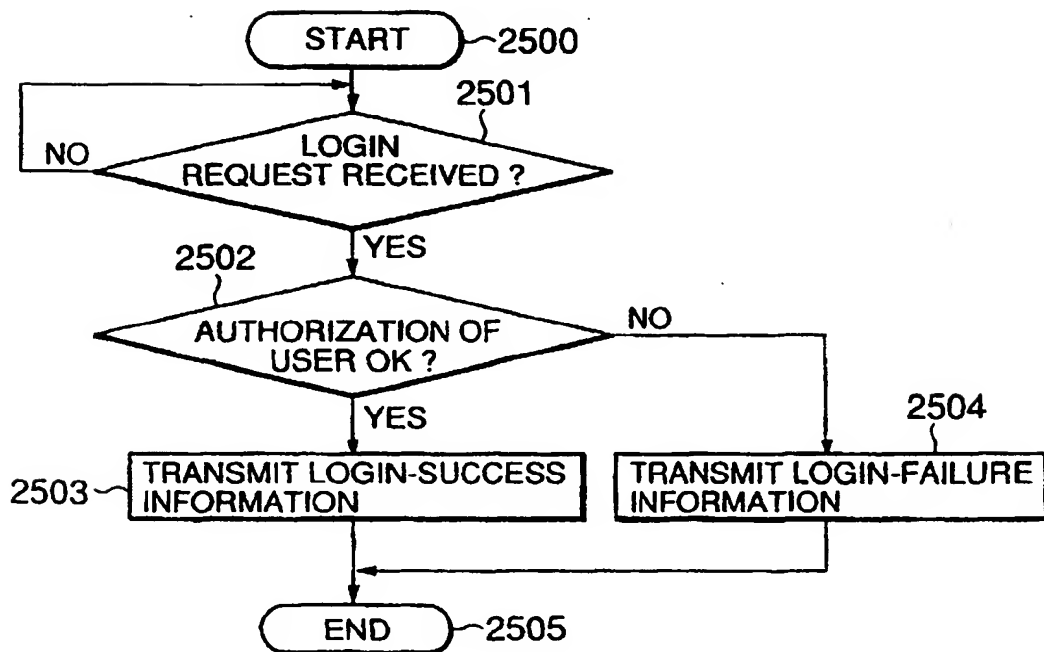 START
2500
2501
LOGIN
REQUEST RECEIVED ?
NO
YES
2502
AUTHORIZATION OF
USER OK ?
NO
YES
2504
2503
TRANSMIT LOGIN-SUCCESS
INFORMATION
TRANSMIT LOGIN-FAILURE
INFORMATION
END
2505